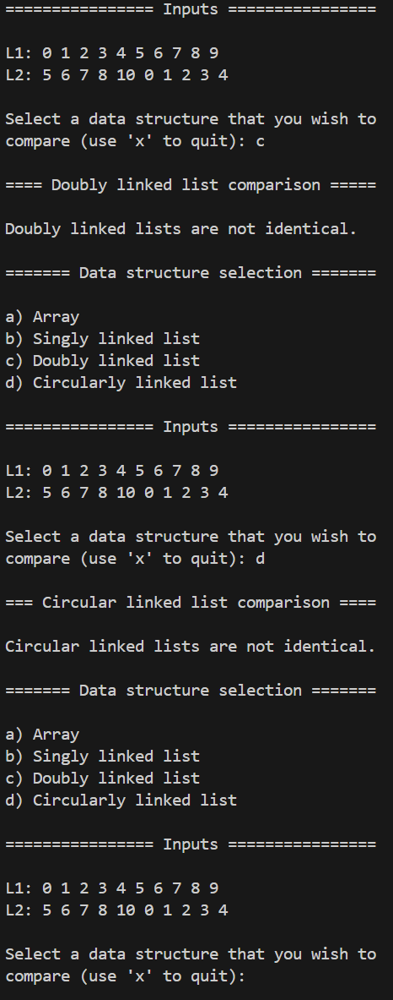 ================ Inputs ================
L1: 0 1 2 3 4 5 6 7 8 9
L2: 5 6 7 8 10 0 1 2 3 4
Select a data structure that you wish to
compare (use 'x' to quit): c
==== Doubly linked list comparison =====
Doubly linked lists are not identical.
======= Data structure selection =======
a) Array
b) Singly linked list
c) Doubly linked list
d) Circularly linked list
================ Inputs ================
L1: 0 1 2 3 4 5 6 7 8 9
L2: 5 6 7 8 10 0 1 2 3 4
Select a data structure that you wish to
compare (use 'x' to quit): d
=== Circular linked list comparison ====
Circular linked lists are not identical.
======= Data structure selection =======
a) Array
b) Singly linked list
c) Doubly linked list
d) Circularly linked list
================ Inputs ================
L1: 0 1 2 3 4 5 6 7 8 9
L2: 5 6 7 8 10 0 1 2 3 4
Select a data structure that you wish to
compare (use 'x' to quit):